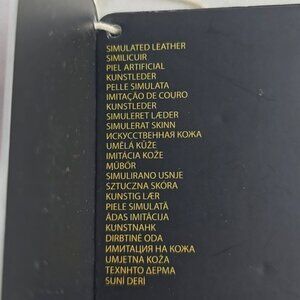 SIMULATED LEATHER
SIMILICUIR
PIEL ARTIFICIAL
KUNSTLEDER
PELLE SIMULATA
IMITAÇÃO DE COURO
KUNSTLEDER
SIMULERET LÆDER
SIMULERAT SKINN
ИСКУССТВЕННАЯ КОЖА
UMĚLÁ KŮŽE
IMITÁCIA KOŽE
MŰBŐR
SIMULIRANO USNJE
SZTUCZNA SKÓRA
KUNSTIG LÆR
PIELE SIMULATĂ
ĀDAS IMITĀCIJA
KUNSTNAHK
DIRBTINĖ ODA
ИМИТАЦИЯ НА КОЖА
UMJETNA KOŽA
ΤΕΧΝΗΤΟ ΔΕΡΜΑ
SUNİ DERİ